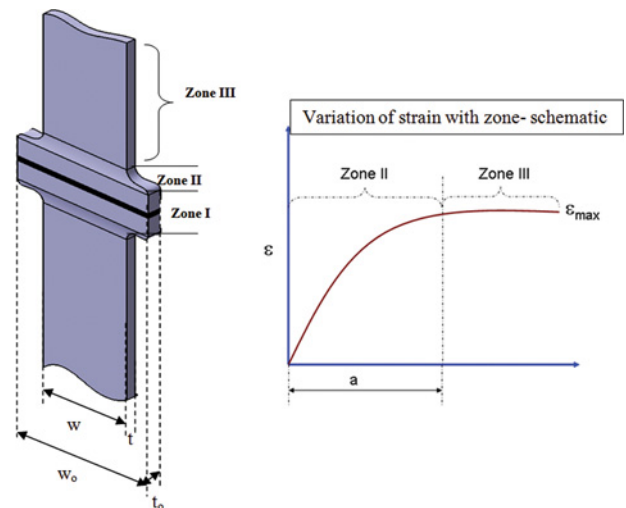 Zone III
Zone II
Zone I
w
t
wo
to
Variation of strain with zone- schematic
Zone II
Zone III
εmax
ε
a